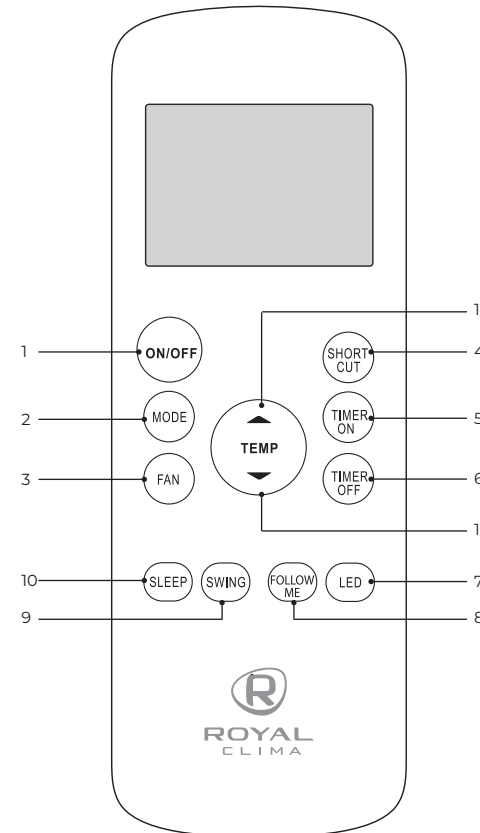 1
1 ON/OFF SHORT CUT 4
2 MODE TIMER ON 5
TEMP
3 FAN TIMER OFF 6
1
10 SLEEP SWING FOLLOW ME LED 7
9 8
R
ROYAL
CLIMA